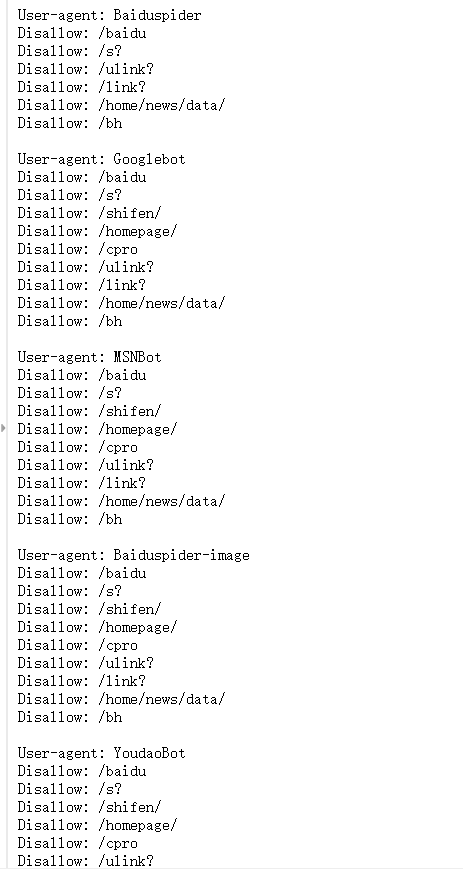 User-agent: Baiduspider
Disallow: /baidu
Disallow: /s?
Disallow: /ulink?
Disallow: /link?
Disallow: /home/news/data/
Disallow: /bh

User-agent: Googlebot
Disallow: /baidu
Disallow: /s?
Disallow: /shifen/
Disallow: /homepage/
Disallow: /cpro
Disallow: /ulink?
Disallow: /link?
Disallow: /home/news/data/
Disallow: /bh

User-agent: MSNBot
Disallow: /baidu
Disallow: /s?
Disallow: /shifen/
Disallow: /homepage/
Disallow: /cpro
Disallow: /ulink?
Disallow: /link?
Disallow: /home/news/data/
Disallow: /bh

User-agent: Baiduspider-image
Disallow: /baidu
Disallow: /s?
Disallow: /shifen/
Disallow: /homepage/
Disallow: /cpro
Disallow: /ulink?
Disallow: /link?
Disallow: /home/news/data/
Disallow: /bh

User-agent: YoudaoBot
Disallow: /baidu
Disallow: /s?
Disallow: /shifen/
Disallow: /homepage/
Disallow: /cpro
Disallow: /ulink?